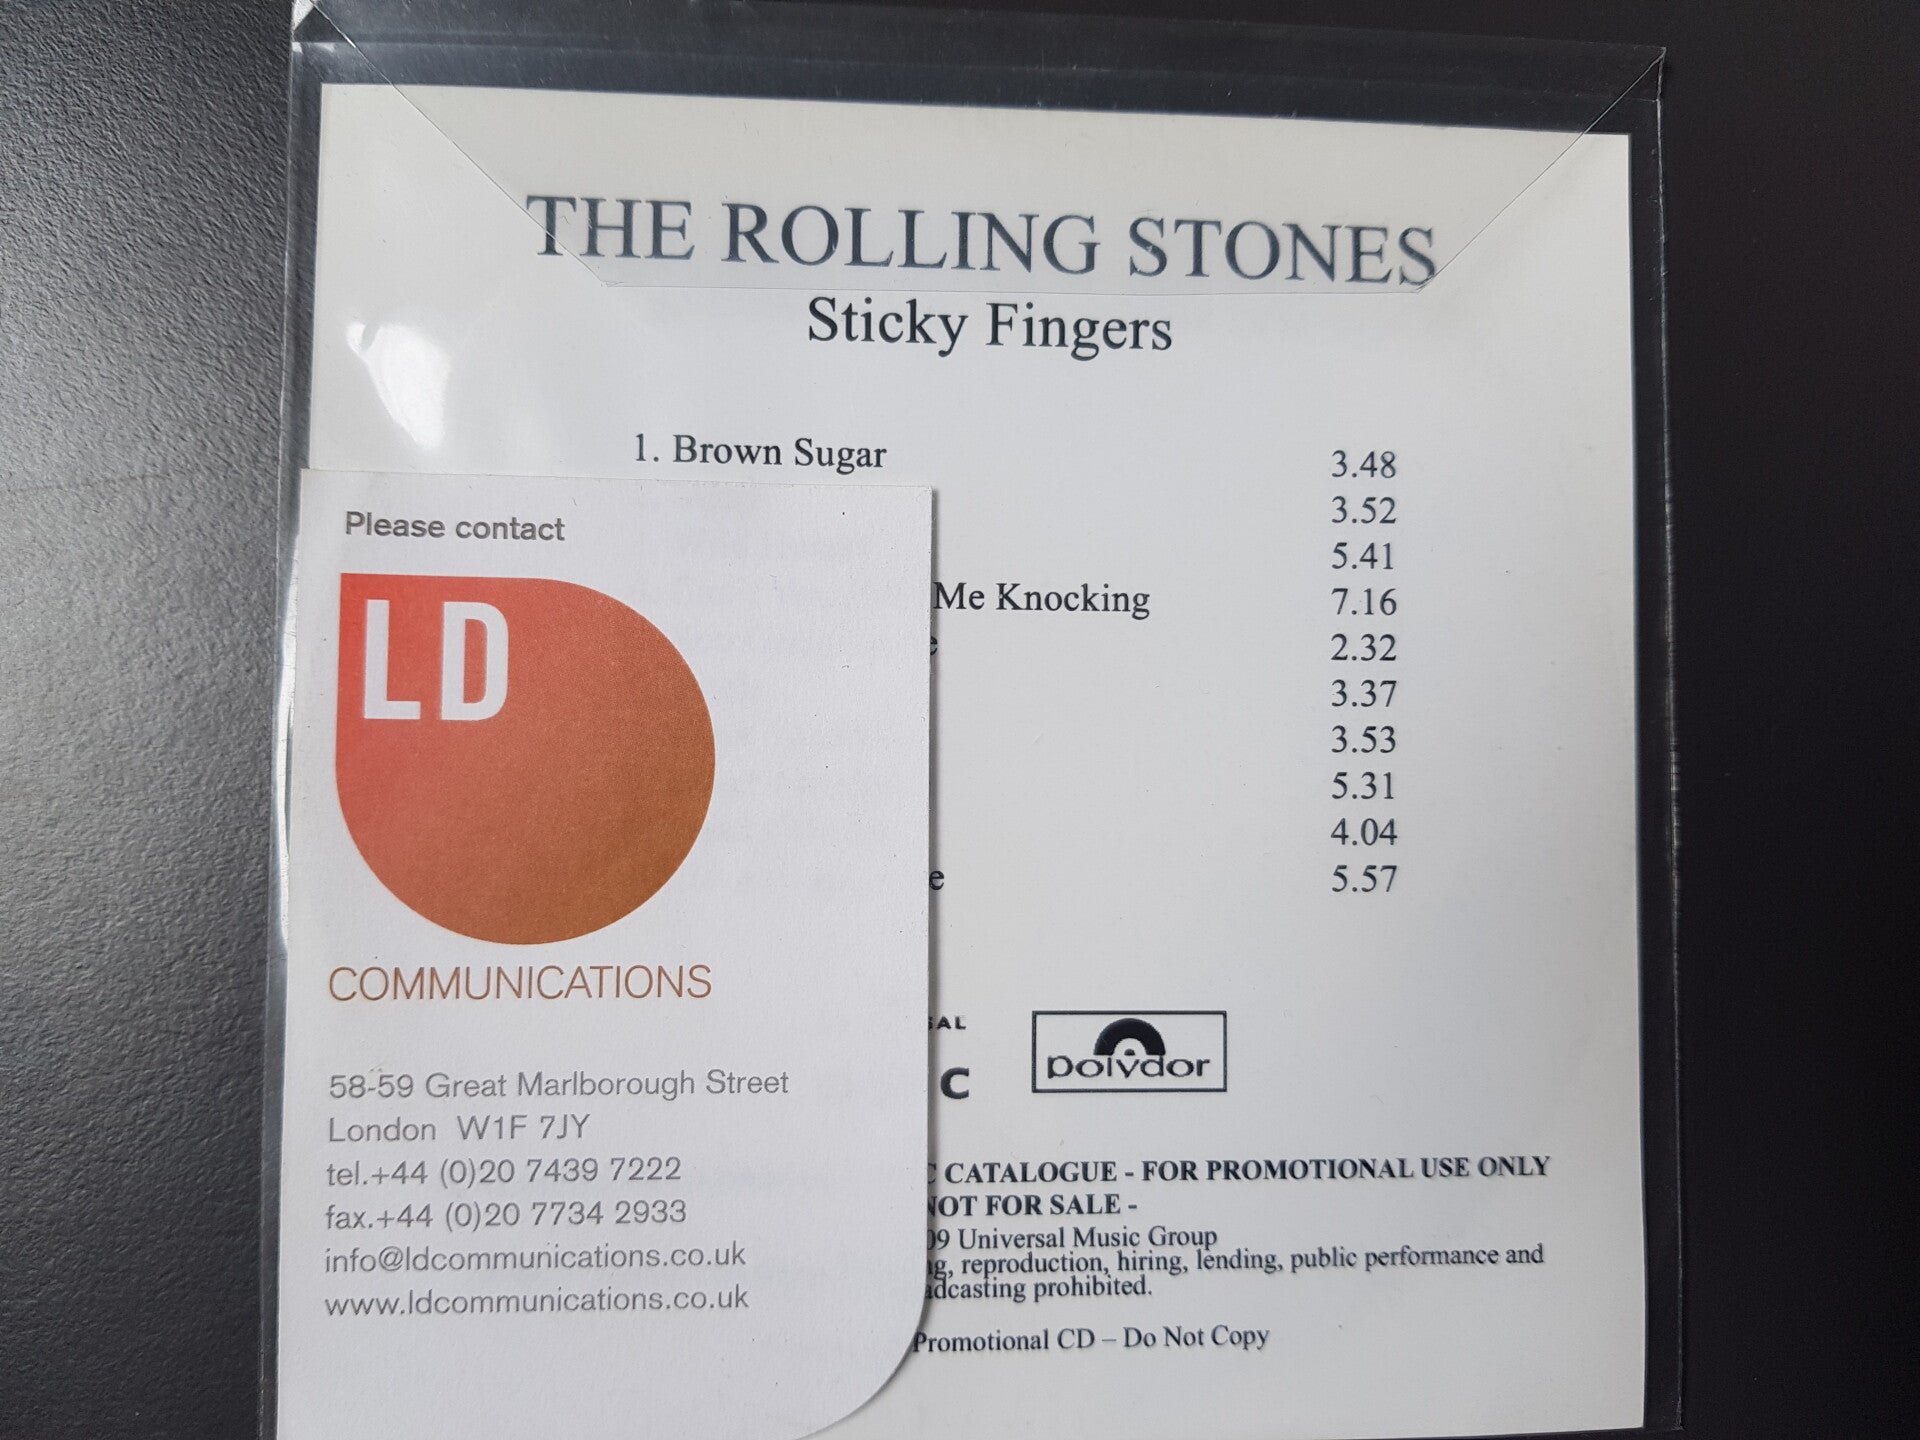 THE ROLLING STONES
Sticky Fingers
1. Brown Sugar 3.48
3.52
5.41
Me Knocking 7.16
e 2.32
3.37
3.53
5.31
4.04
e 5.57
Please contact
LD
COMMUNICATIONS
58-59 Great Marlborough Street
London W1F 7JY
tel.+44 (0)20 7439 7222
fax.+44 (0)20 7734 2933
info@ldcommunications.co.uk
www.ldcommunications.co.uk
SAL
C
polydor
C CATALOGUE - FOR PROMOTIONAL USE ONLY
NOT FOR SALE -
09 Universal Music Group
ng, reproduction, hiring, lending, public performance and
adcasting prohibited.
Promotional CD – Do Not Copy